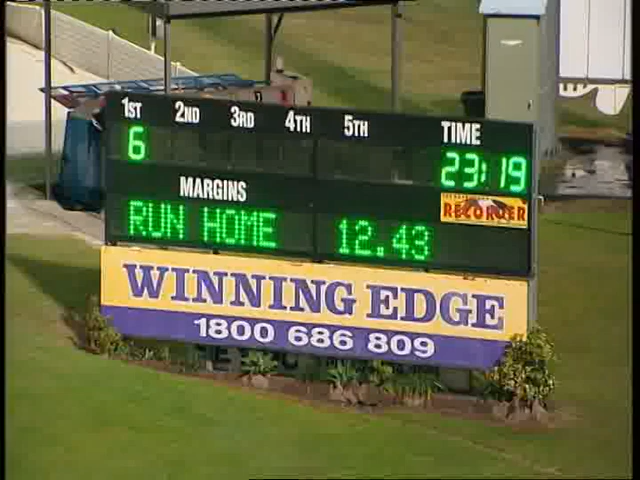 1ST 2ND 3RD 4TH 5TH TIME
6 23:19
MARGINS
RECORDER
RUN HOME 12.43
WINNING EDGE
1800 686 809